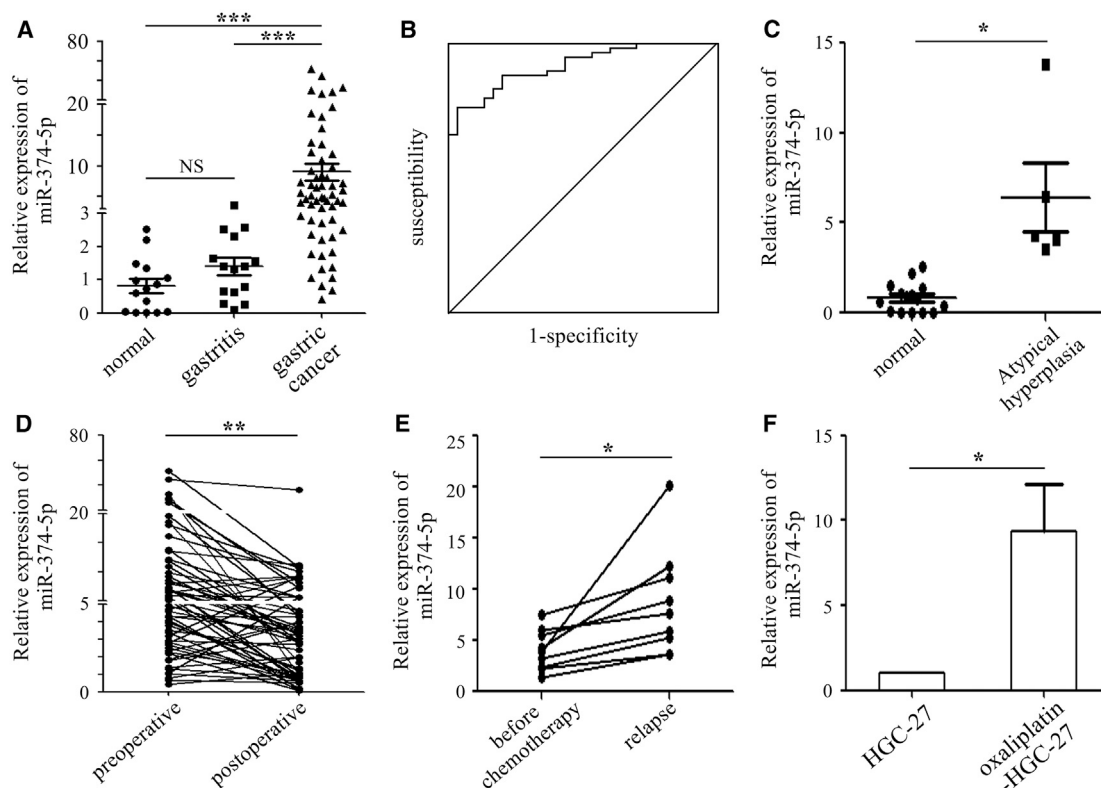 A
Relative expression of
miR-374-5p
80
20
10
3
2
1
0
***
***
NS
normal
gastritis
gastric
cancer
B
susceptibility
1-specificity
C
Relative expression of
miR-374-5p
15
10
5
0
*
normal
Atypical
hyperplasia
D
Relative expression of
miR-374-5p
80
20
5
0
**
preoperative
postoperative
E
Relative expression of
miR-374-5p
25
20
15
10
5
0
*
before
chemotherapy
relapse
F
Relative expression of
miR-374-5p
15
10
5
0
*
HGC-27
oxaliplatin
-HGC-27